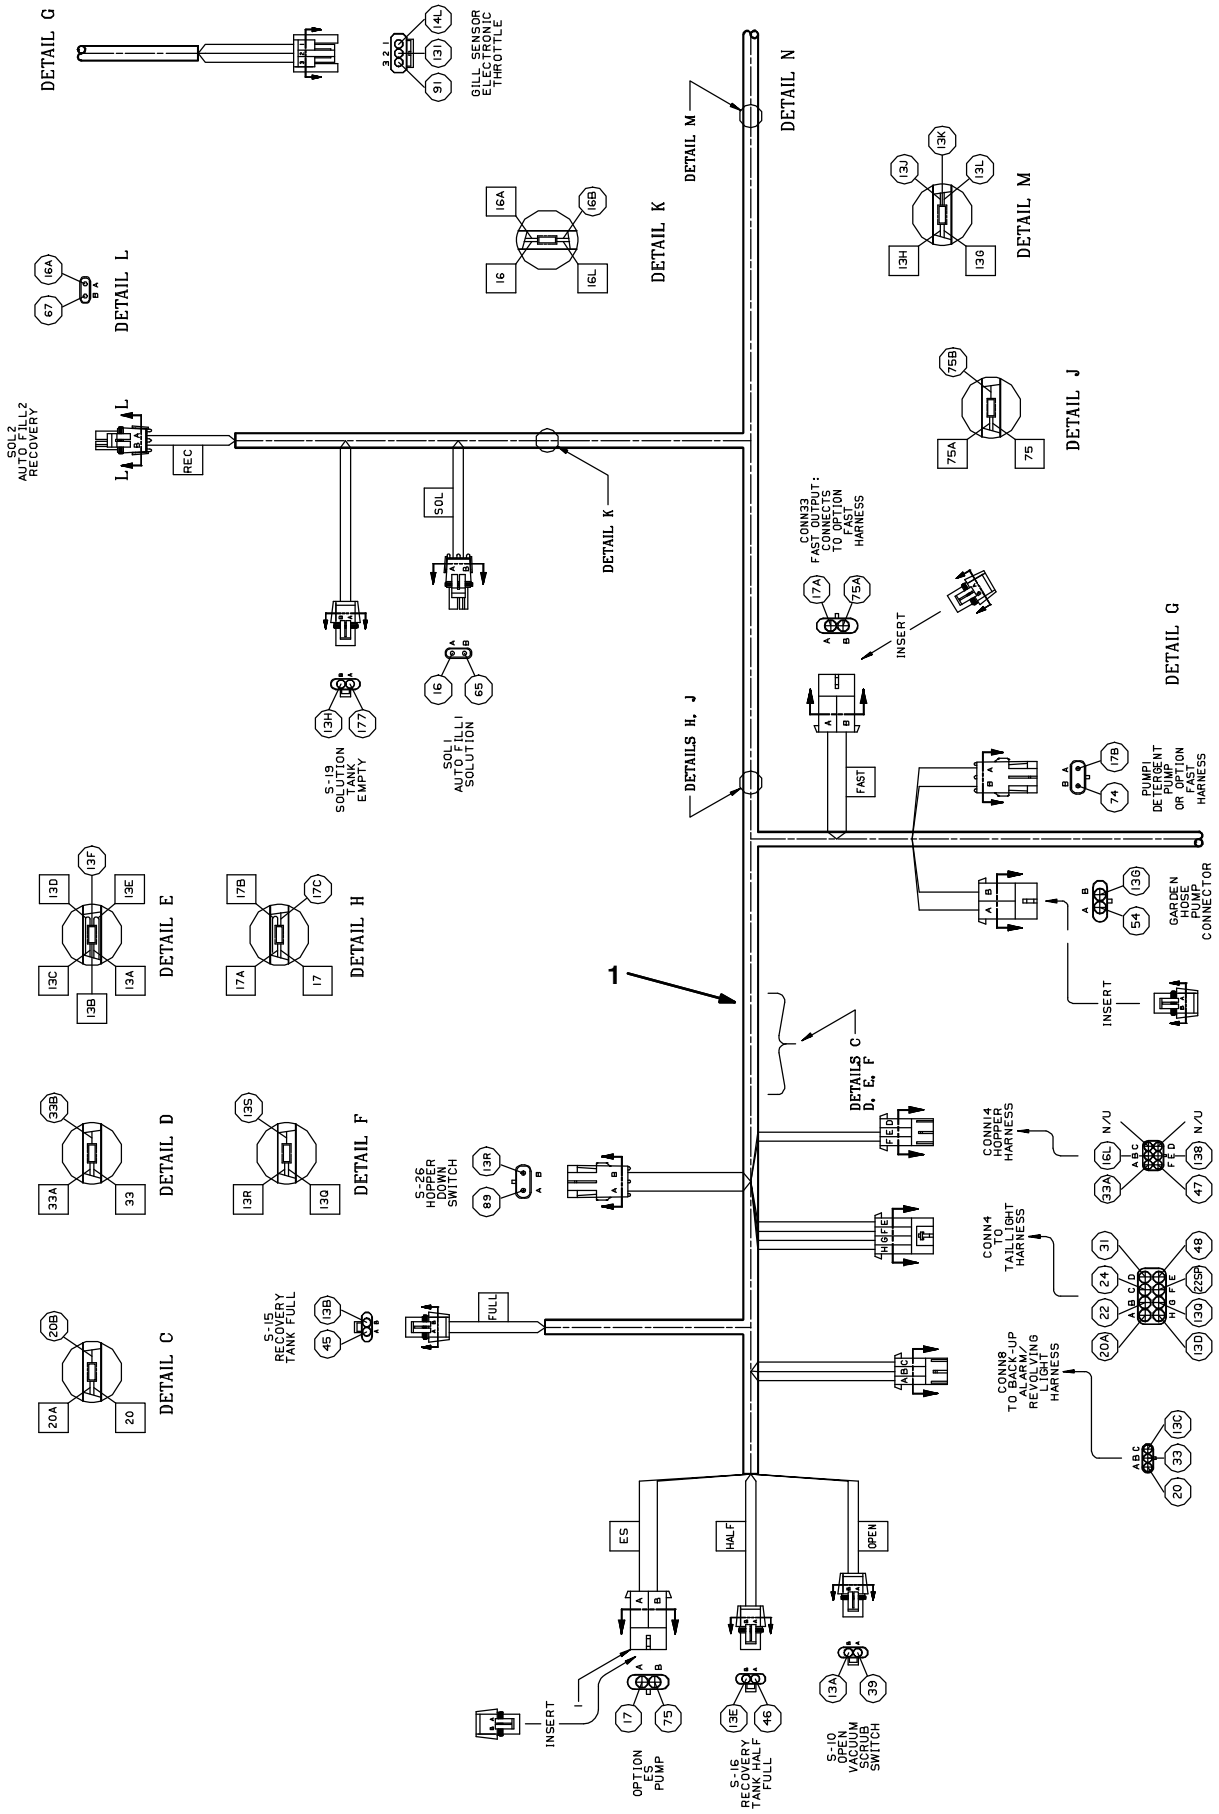 DETAIL G
1
2
3
3 2 1
14L
131
91
GILL SENSOR
ELECTRONIC
THROTTLE
DETAIL N
DETAIL M
16A
16B
16
16L
DETAIL K
13J
13K
13L
13H
13G
DETAIL M
16A
67
A
B
DETAIL L
SOL2
AUTO FILL2
RECOVERY
L
L
B A
REC
SOL
A
B
DETAIL K
75B
75A
75
DETAIL J
CONN33
FAST OUTPUT:
CONNECTS
TO OPTION
FAST
HARNESS
17A
75A
A
B
INSERT
A
B
FAST
DETAIL G
B
A
13H
177
S-19
SOLUTION
TANK
EMPTY
A
B
16
65
SOL1
AUTO FILL1
SOLUTION
DETAILS H, J
B
A
B
A
74
17B
PUMP1
DETERGENT
PUMP
OR OPTION
FAST
HARNESS
A
B
A
B
54
13G
GARDEN
HOSE
PUMP
CONNECTOR
INSERT
13D
13F
13E
13C
13B
13A
DETAIL E
17B
17C
17A
17
DETAIL H
1
DETAILS C
D, E, F
33B
33A
33
DETAIL D
13S
13R
13Q
DETAIL F
S-26
HOPPER
DOWN
SWITCH
13R
89
A
B
A
B
F E D
CONN14
HOPPER
HARNESS
N/U
16L
33A
A B C
F E D
N/U
138
47
H G F E
CONN4
TO
TAILLIGHT
HARNESS
31
24
22
20A
A B C D
H G F E
48
22SP
13Q
13D
20B
20A
20
DETAIL C
S-15
RECOVERY
TANK FULL
13B
45
A B
FULL
A B C
CONN8
TO BACK-UP
ALARM/
REVOLVING
LIGHT
HARNESS
A B C
13C
33
20
ES
A
B
1
INSERT
A
B
17
75
OPTION
ES
PUMP
HALF
B
A
13E
46
S-16
RECOVERY
TANK HALF
FULL
OPEN
B
A
13A
39
S-10
OPEN
VACUUM
SCRUB
SWITCH